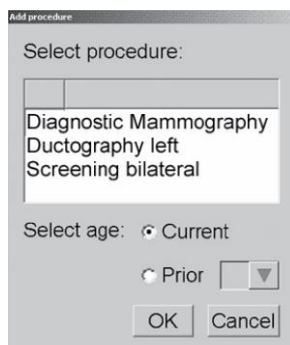 Add procedure
Select procedure:
Diagnostic Mammography
Ductography left
Screening bilateral
Select age: Current
Prior
OK Cancel